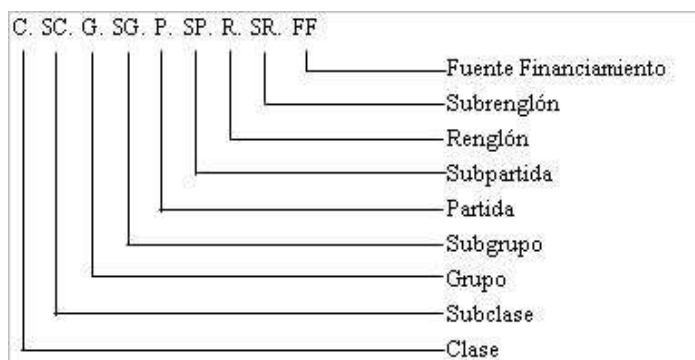 C. SC. G. SG. P. SP. R. SR. FF
Fuente Financiamiento
Subrenglón
Renglón
Subpartida
Partida
Subgrupo
Grupo
Subclase
Clase